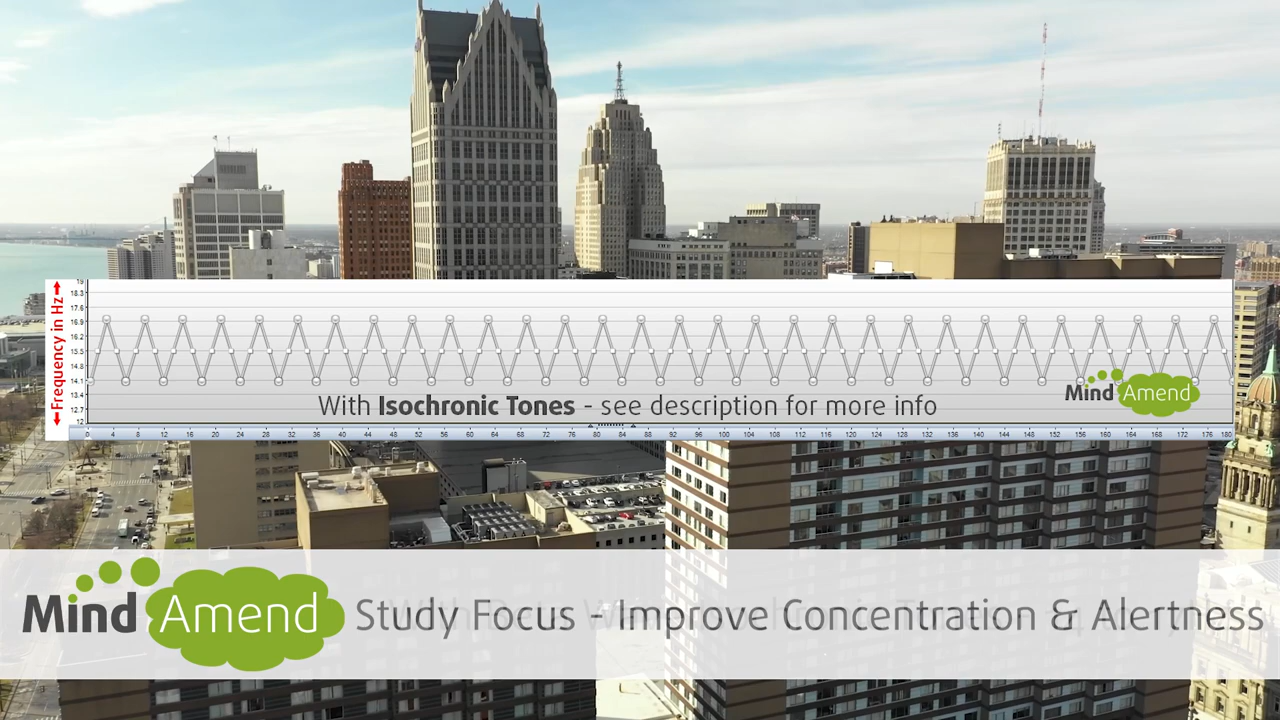 Frequency in Hz
19
18.3
17.6
16.9
16.2
15.5
14.8
14.1
13.4
12.7
12
With Isochronic Tones - see description for more info
Mind Amend
0 4 8 12 16 20 24 28 32 36 40 44 48 52 56 60 64 68 72 76 80 84 88 92 96 100 104 108 112 116 120 124 128 132 136 140 144 148 152 156 160 164 168 172 176 180
Mind Amend Study Focus - Improve Concentration & Alertness